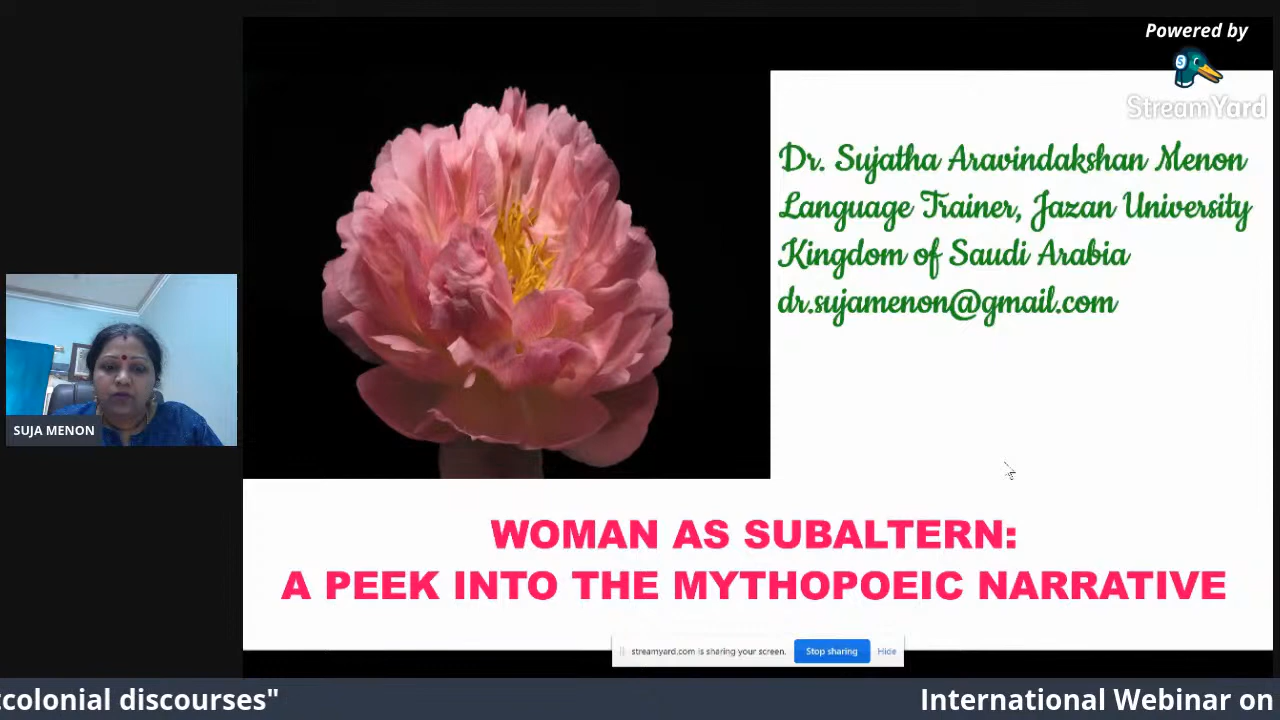 Powered by
StreamYard
Dr. Sujatha Aravindakshan Menon
Language Trainer, Jazan University
Kingdom of Saudi Arabia
dr.sujamenon@gmail.com
SUJA MENON
WOMAN AS SUBALTERN:
A PEEK INTO THE MYTHOPOEIC NARRATIVE
streamyard.com is sharing your screen. Stop sharing Hide
colonial discourses" International Webinar on